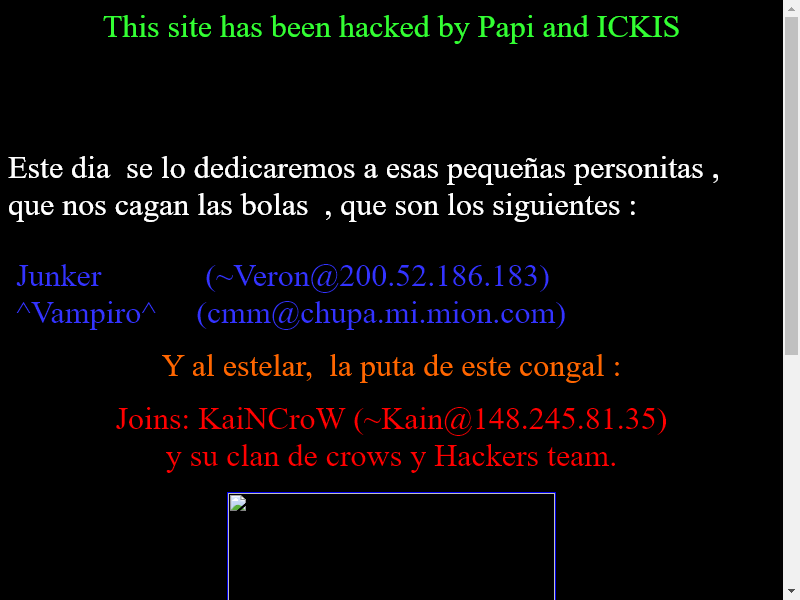 This site has been hacked by Papi and ICKIS
Este dia  se lo dedicaremos a esas pequeñas personitas ,
que nos cagan las bolas  , que son los siguientes :
Junker (~Veron@200.52.186.183)
^Vampiro^ (cmm@chupa.mi.mion.com)
Y al estelar,  la puta de este congal :
Joins: KaiNCroW (~Kain@148.245.81.35)
y su clan de crows y Hackers team.